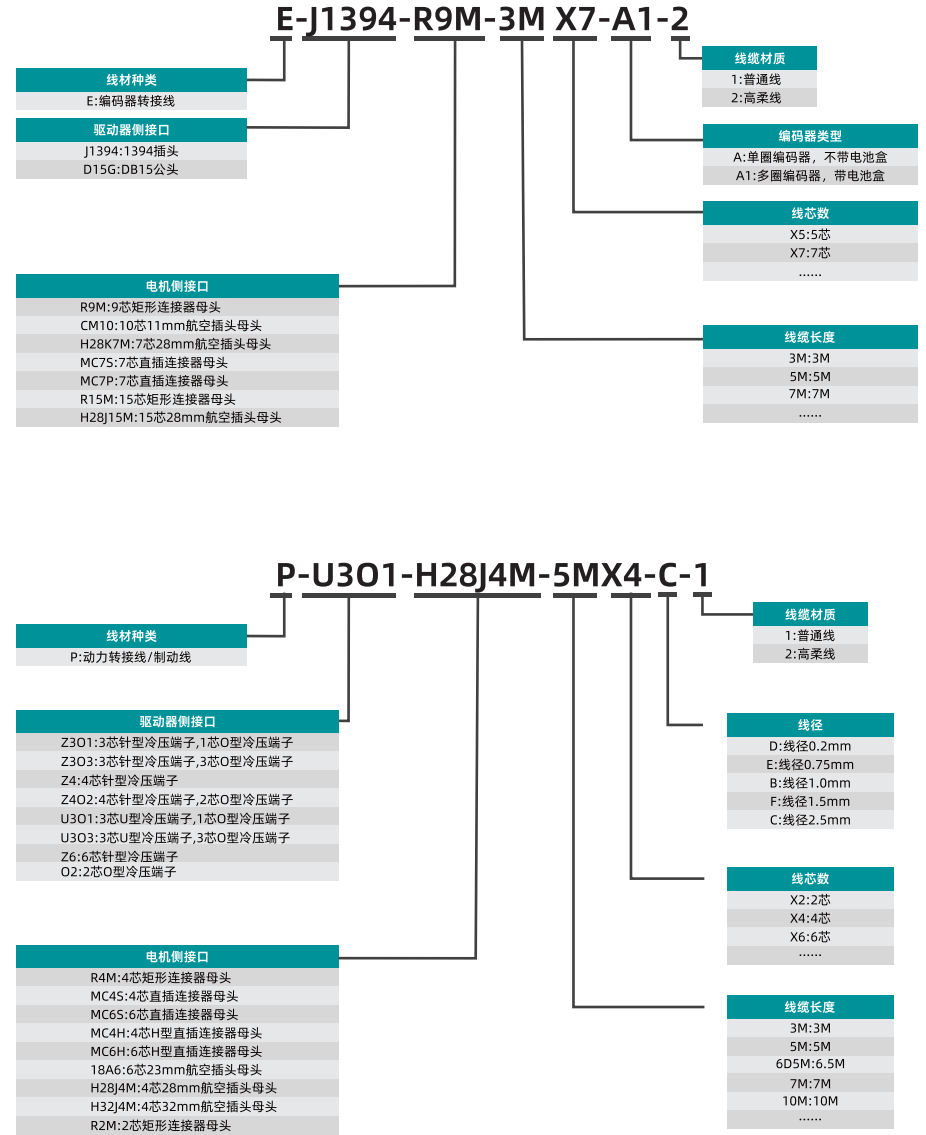 E-J1394-R9M-3M X7-A1-2
线材种类
E:编码器转接线
驱动器侧接口
J1394:1394插头
D15G:DB15公头
电机侧接口
R9M:9芯矩形连接器母头
CM10:10芯11mm航空插头母头
H28K7M:7芯28mm航空插头母头
MC7S:7芯直插连接器母头
MC7P:7芯直插连接器母头
R15M:15芯矩形连接器母头
H28J15M:15芯28mm航空插头母头
线缆材质
1:普通线
2:高柔线
编码器类型
A:单圈编码器，不带电池盒
A1:多圈编码器，带电池盒
线芯数
X5:5芯
X7:7芯
......
线缆长度
3M:3M
5M:5M
7M:7M
......
P-U3O1-H28J4M-5MX4-C-1
线材种类
P:动力转接线/制动线
驱动器侧接口
Z3O1:3芯针型冷压端子,1芯O型冷压端子
Z3O3:3芯针型冷压端子,3芯O型冷压端子
Z4:4芯针型冷压端子
Z4O2:4芯针型冷压端子,2芯O型冷压端子
U3O1:3芯U型冷压端子,1芯O型冷压端子
U3O3:3芯U型冷压端子,3芯O型冷压端子
Z6:6芯针型冷压端子
O2:2芯O型冷压端子
电机侧接口
R4M:4芯矩形连接器母头
MC4S:4芯直插连接器母头
MC6S:6芯直插连接器母头
MC4H:4芯H型直插连接器母头
MC6H:6芯H型直插连接器母头
18A6:6芯23mm航空插头母头
H28J4M:4芯28mm航空插头母头
H32J4M:4芯32mm航空插头母头
R2M:2芯矩形连接器母头
线缆材质
1:普通线
2:高柔线
线径
D:线径0.2mm
E:线径0.75mm
B:线径1.0mm
F:线径1.5mm
C:线径2.5mm
线芯数
X2:2芯
X4:4芯
X6:6芯
......
线缆长度
3M:3M
5M:5M
6D5M:6.5M
7M:7M
10M:10M
......